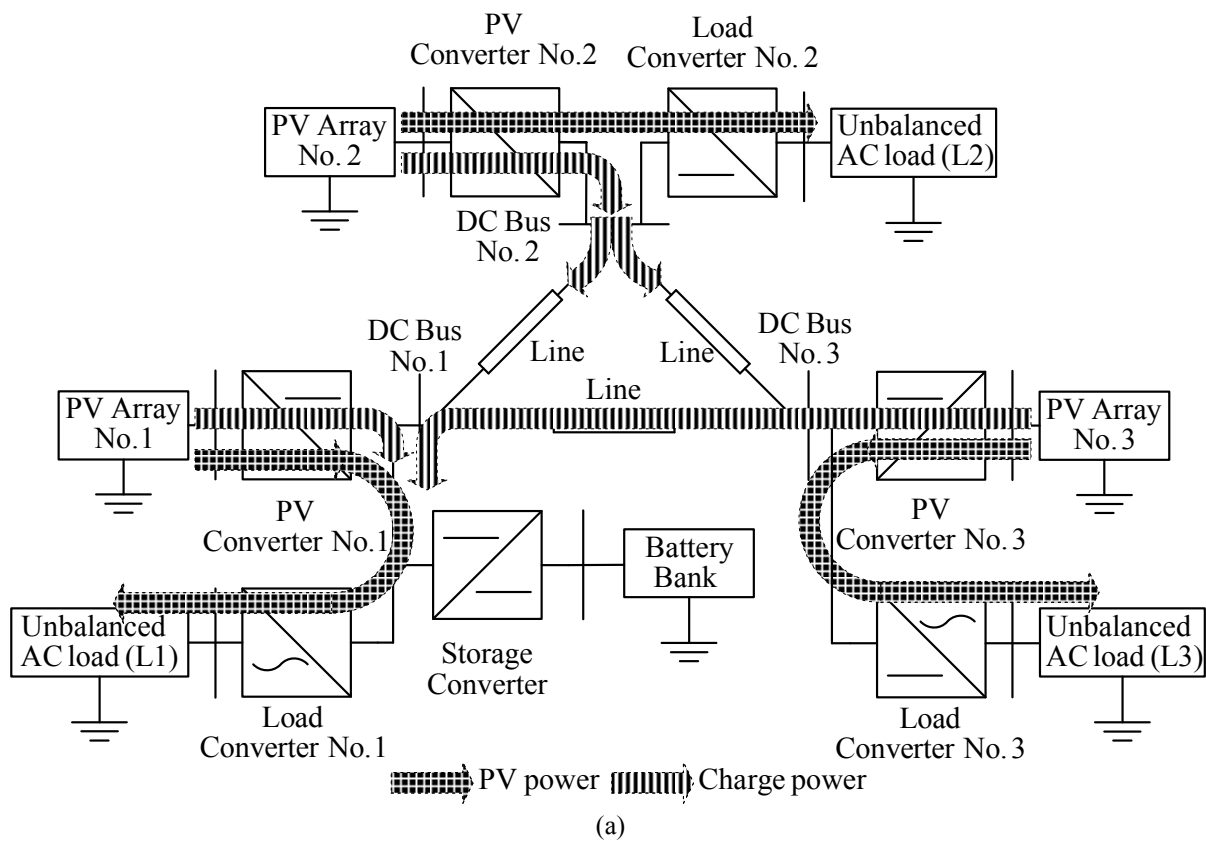 PV
Converter No.2
Load
Converter No. 2
PV Array
No. 2
Unbalanced
AC load (L2)
DC Bus
No. 2
DC Bus
No.1
Line
Line
DC Bus
No.3
Line
PV Array
No.1
PV Array
No. 3
PV
Converter No.1
PV
Converter No.3
Battery
Bank
Unbalanced
AC load (L1)
Storage
Converter
Unbalanced
AC load (L3)
Load
Converter No. 1
Load
Converter No. 3
PV power
Charge power
(a)